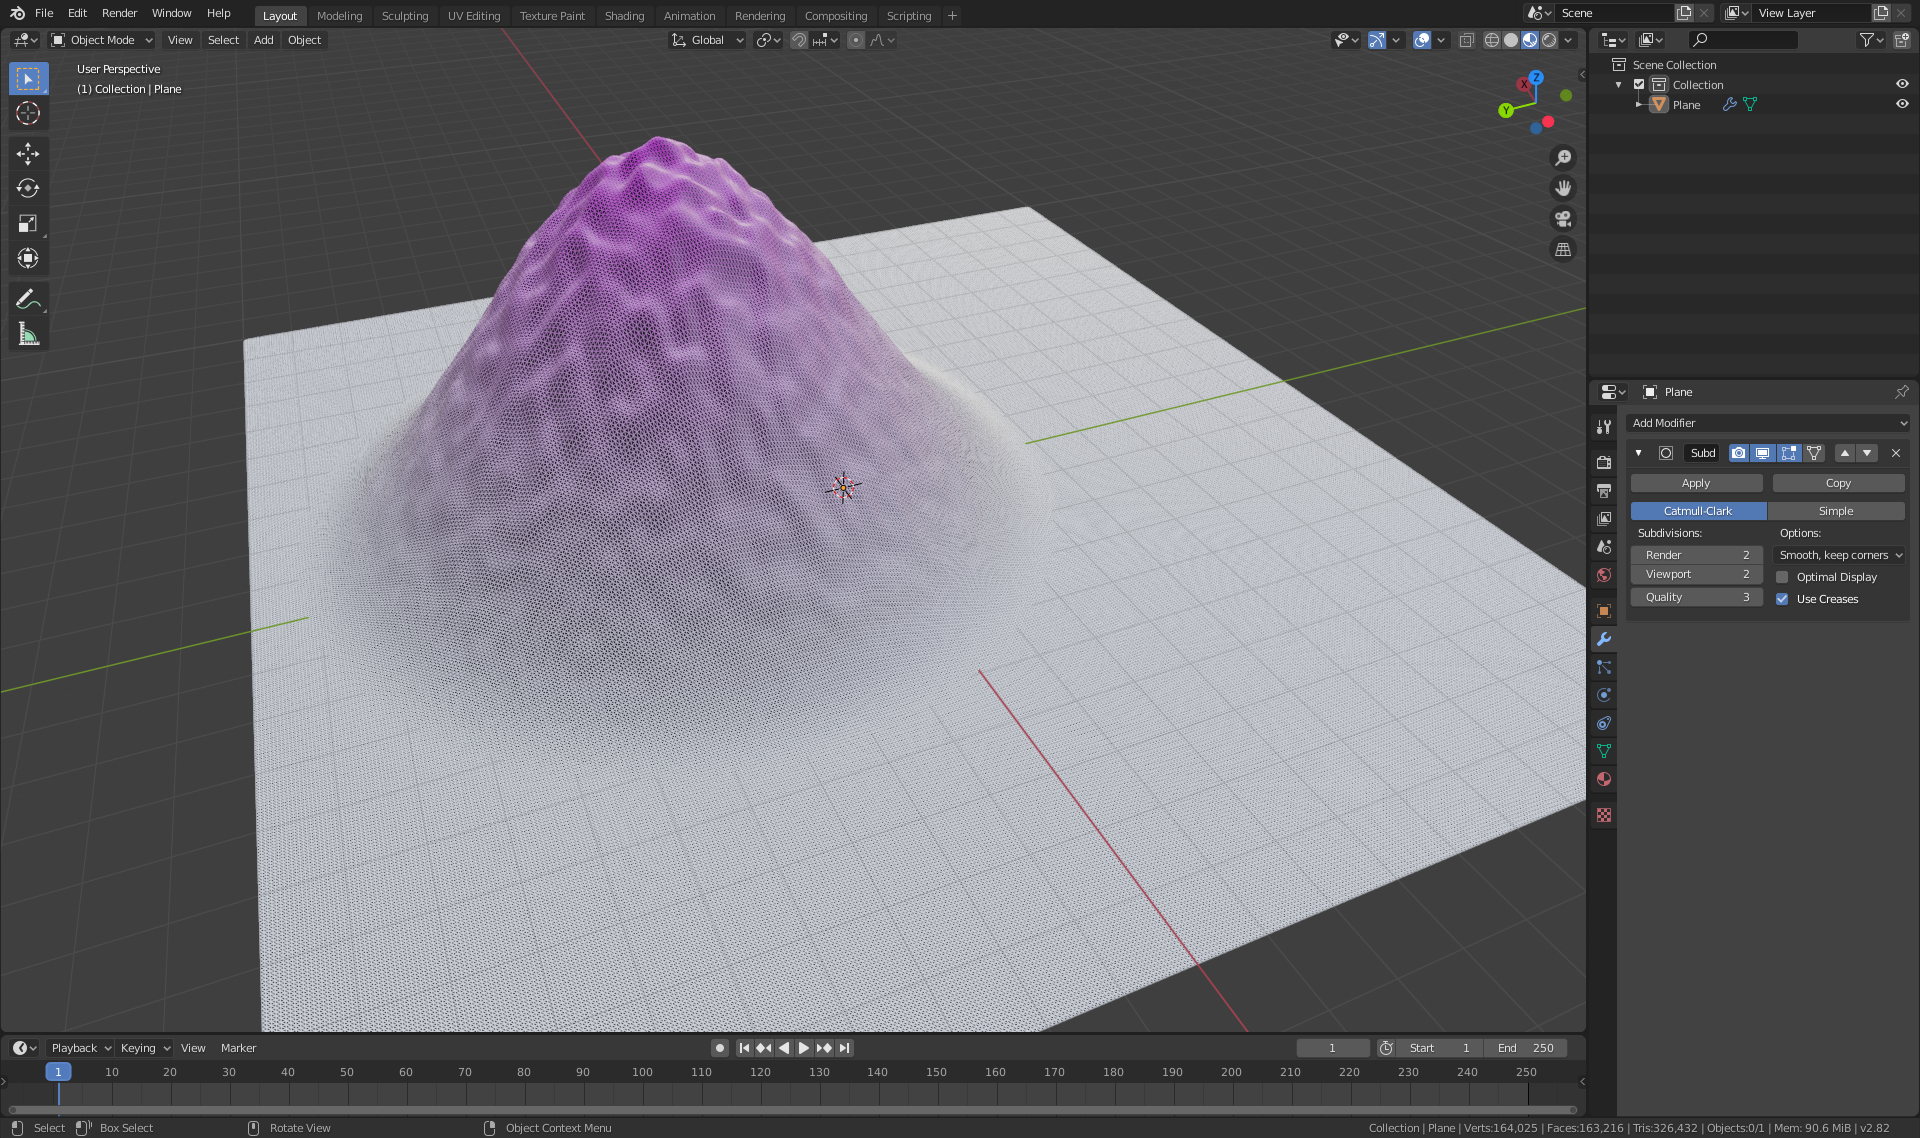 File Edit Render Window Help Layout Modeling Sculpting UV Editing Texture Paint Shading Animation Rendering Compositing Scripting + Scene View Layer
Object Mode View Select Add Object Global
User Perspective
(1) Collection | Plane
X Y Z
Scene Collection
Collection
Plane
Plane
Add Modifier
Subd
Apply Copy
Catmull-Clark Simple
Subdivisions: Options:
Render 2 Smooth, keep corners
Viewport 2 Optimal Display
Quality 3 Use Creases
Playback Keying View Marker 1 Start 1 End 250
1 10 20 30 40 50 60 70 80 90 100 110 120 130 140 150 160 170 180 190 200 210 220 230 240 250
Select Box Select Rotate View Object Context Menu Collection | Plane | Verts:164,025 | Faces:163,216 | Tris:326,432 | Objects:0/1 | Mem: 90.6 MiB | v2.82